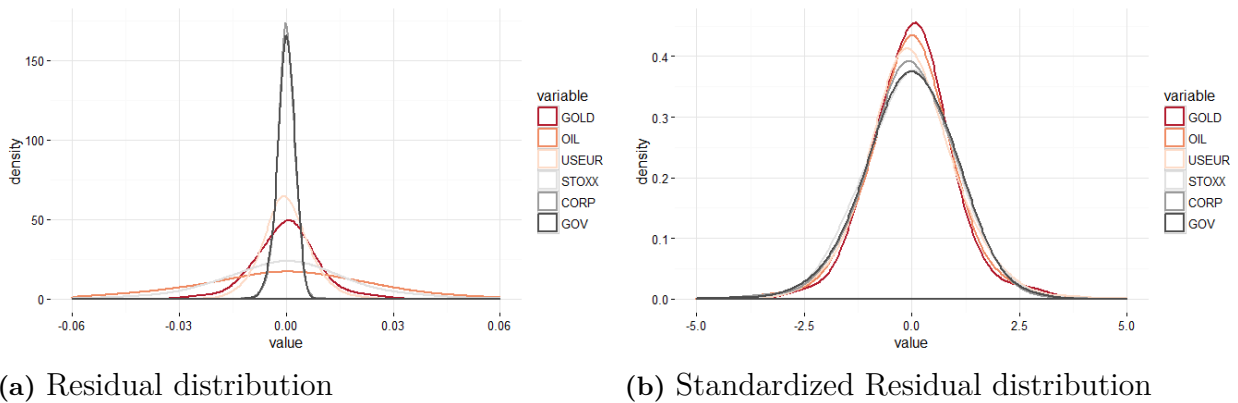 150
100
50
0
density
-0.06
-0.03
0.00
0.03
0.06
value
variable
GOLD
OIL
USEUR
STOXX
CORP
GOV
(a) Residual distribution
0.4
0.3
0.2
0.1
0.0
density
-5.0
-2.5
0.0
2.5
5.0
value
variable
GOLD
OIL
USEUR
STOXX
CORP
GOV
(b) Standardized Residual distribution